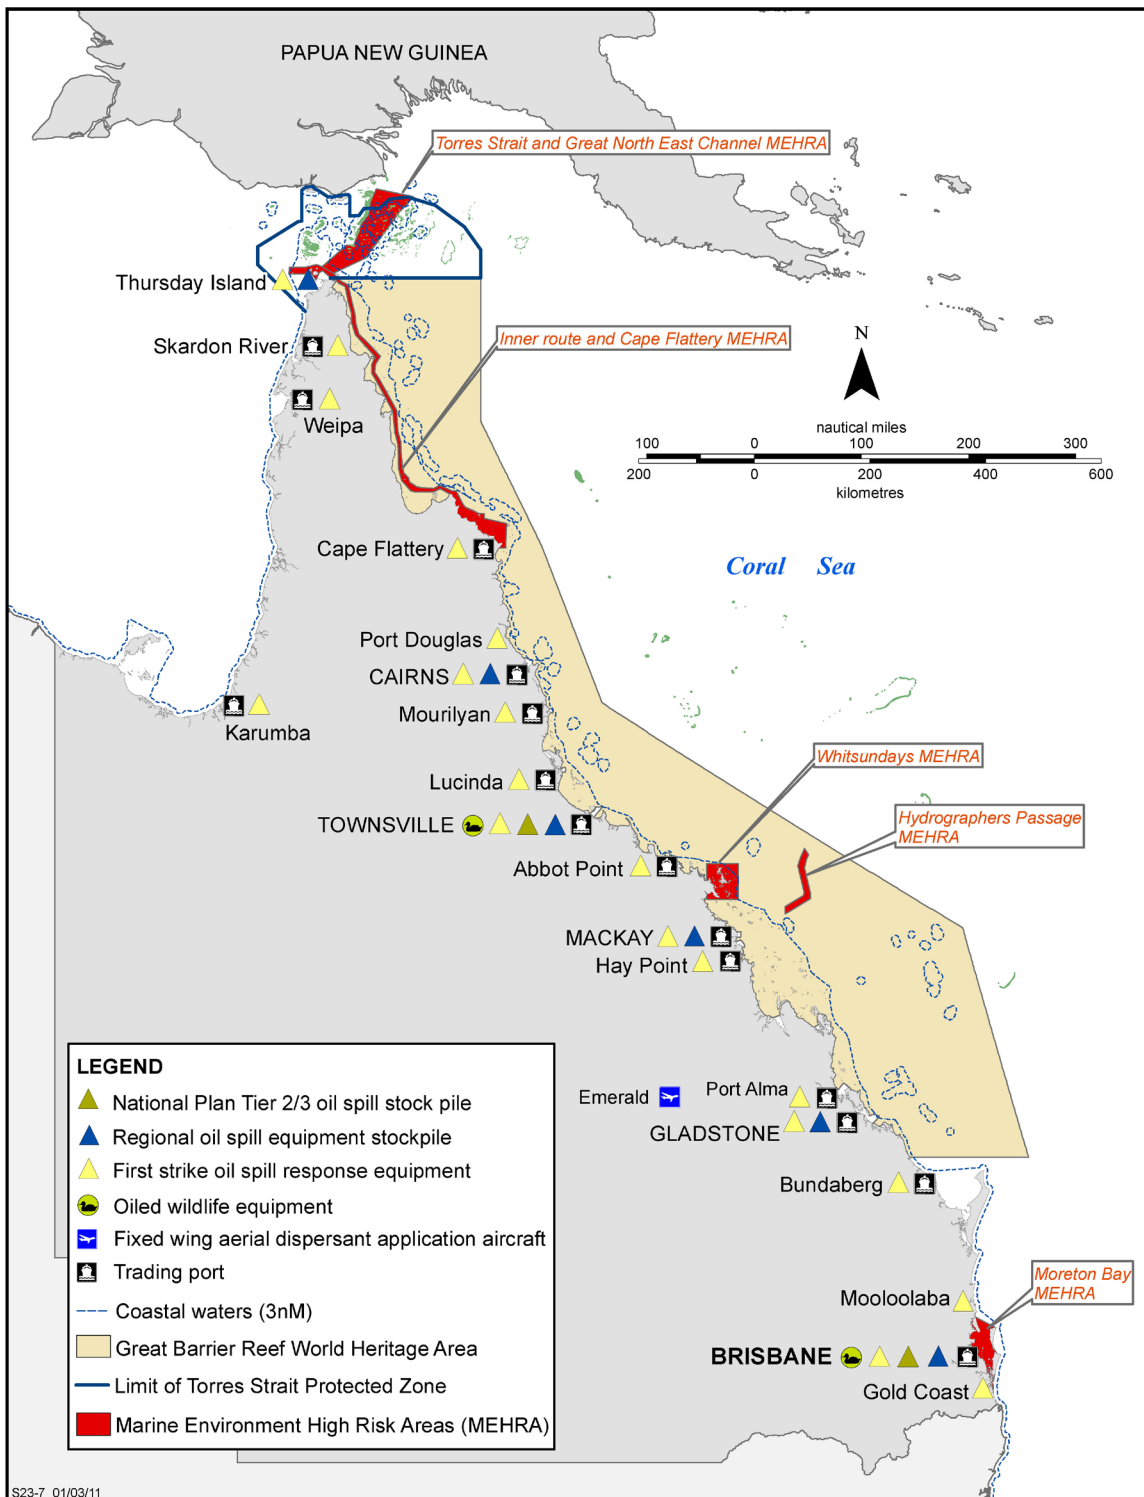 PAPUA NEW GUINEA
Torres Strait and Great North East Channel MEHRA
Thursday Island
Skardon River
Inner route and Cape Flattery MEHRA
N
Weipa
nautical miles
100 0 100 200 300
200 0 200 400 600
kilometres
Cape Flattery
Coral Sea
Port Douglas
CAIRNS
Mourilyan
Karumba
Whitsundays MEHRA
Lucinda
TOWNSVILLE
Hydrographers Passage
MEHRA
Abbot Point
MACKAY
Hay Point
LEGEND
National Plan Tier 2/3 oil spill stock pile
Regional oil spill equipment stockpile
First strike oil spill response equipment
Oiled wildlife equipment
Fixed wing aerial dispersant application aircraft
Trading port
Coastal waters (3nM)
Great Barrier Reef World Heritage Area
Limit of Torres Strait Protected Zone
Marine Environment High Risk Areas (MEHRA)
Emerald
Port Alma
GLADSTONE
Bundaberg
Moreton Bay
MEHRA
Mooloolaba
BRISBANE
Gold Coast
S23-7 01/03/11